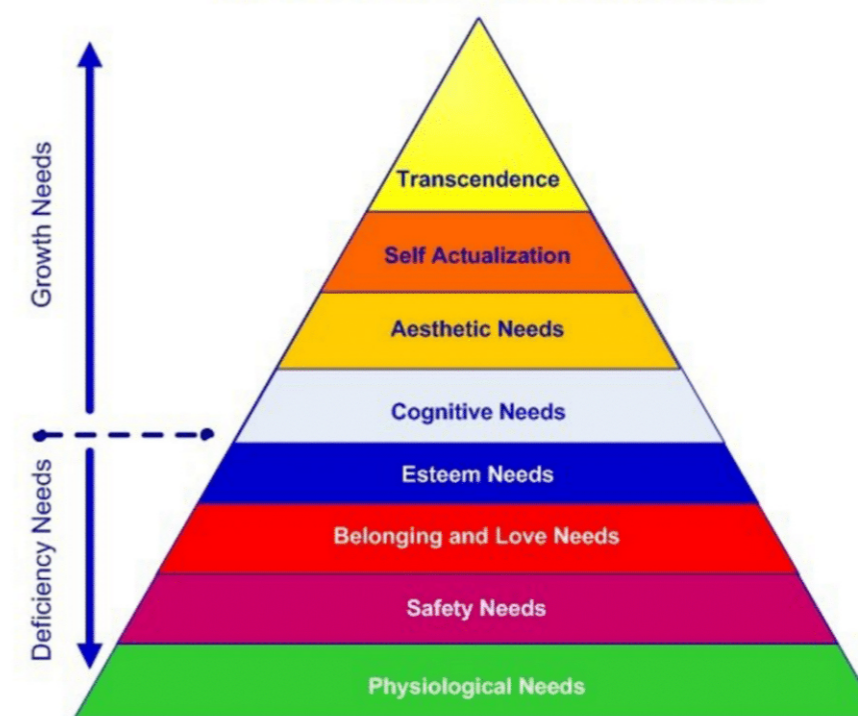 Growth Needs
Deficiency Needs
Transcendence
Self Actualization
Aesthetic Needs
Cognitive Needs
Esteem Needs
Belonging and Love Needs
Safety Needs
Physiological Needs